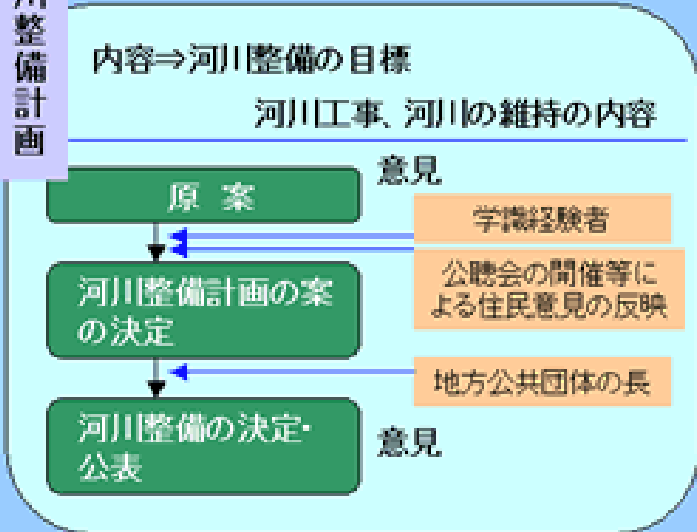 川整備計画
内容⇒河川整備の目標
河川工事、河川の維持の内容
意見
原 案
学識経験者
公聴会の開催等に
よる住民意見の反映
河川整備計画の案
の決定
地方公共団体の長
河川整備の決定・
公表
意見